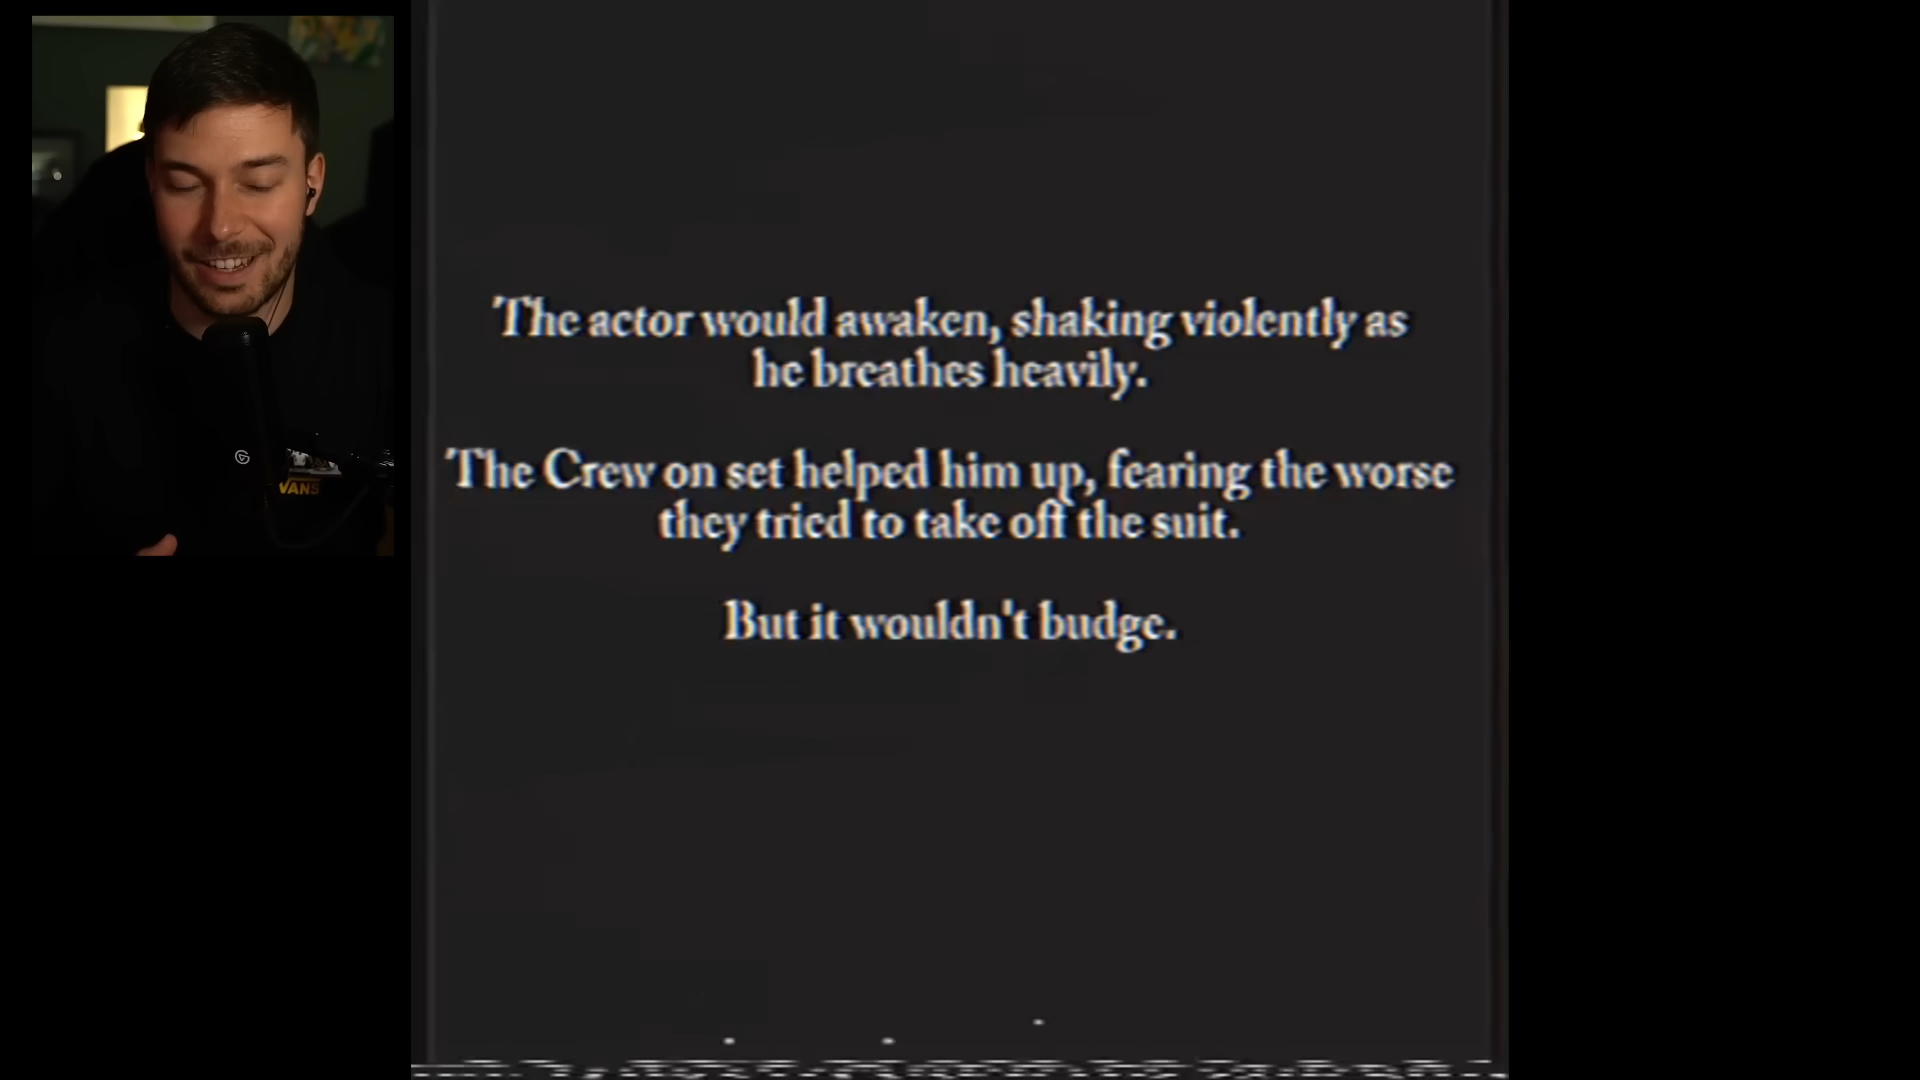 The actor would awaken, shaking violently as
he breathes heavily.
The Crew on set helped him up, fearing the worse
they tried to take off the suit.
But it wouldn't budge.
VANS